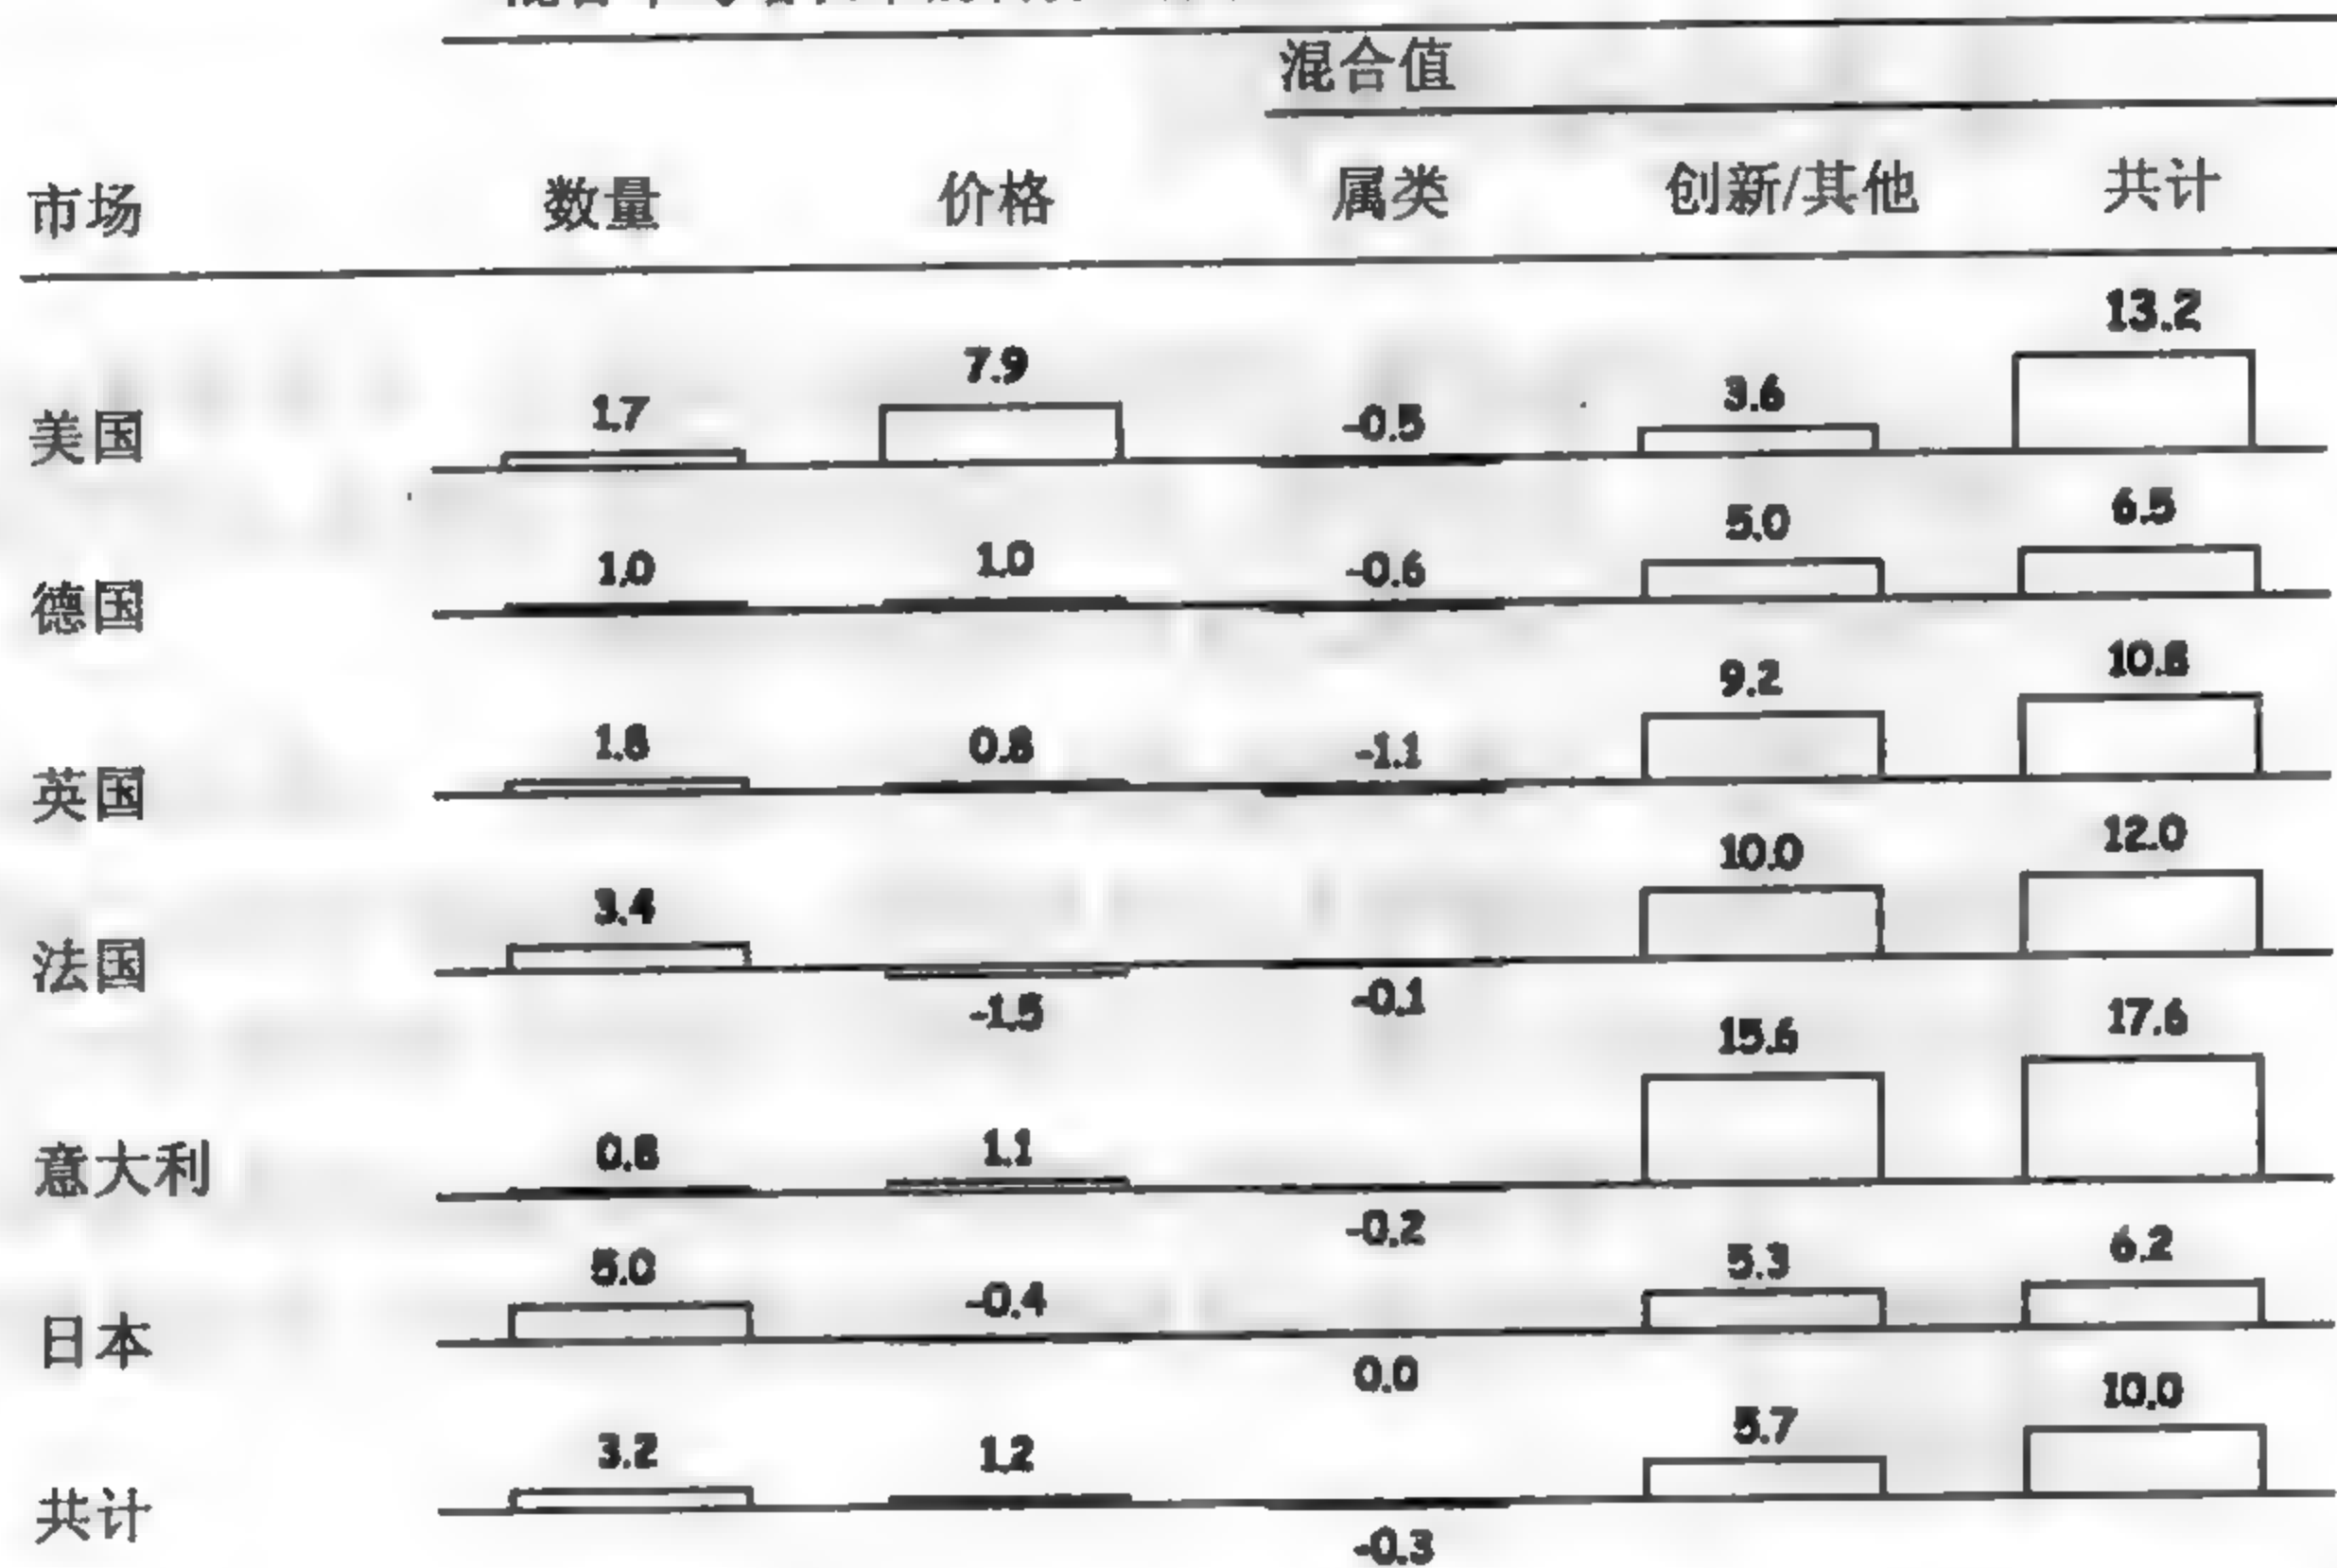 混合值
市场 数量 价格 属类 创新/其他 共计
美国 1.7 7.9 -0.5 3.6 13.2
德国 1.0 1.0 -0.6 5.0 6.5
英国 1.8 0.8 -1.1 9.2 10.8
法国 3.4 -1.5 -0.1 10.0 12.0
意大利 0.8 1.1 -0.2 15.6 17.6
日本 5.0 -0.4 0.0 5.3 6.2
共计 3.2 1.2 -0.3 5.7 10.0